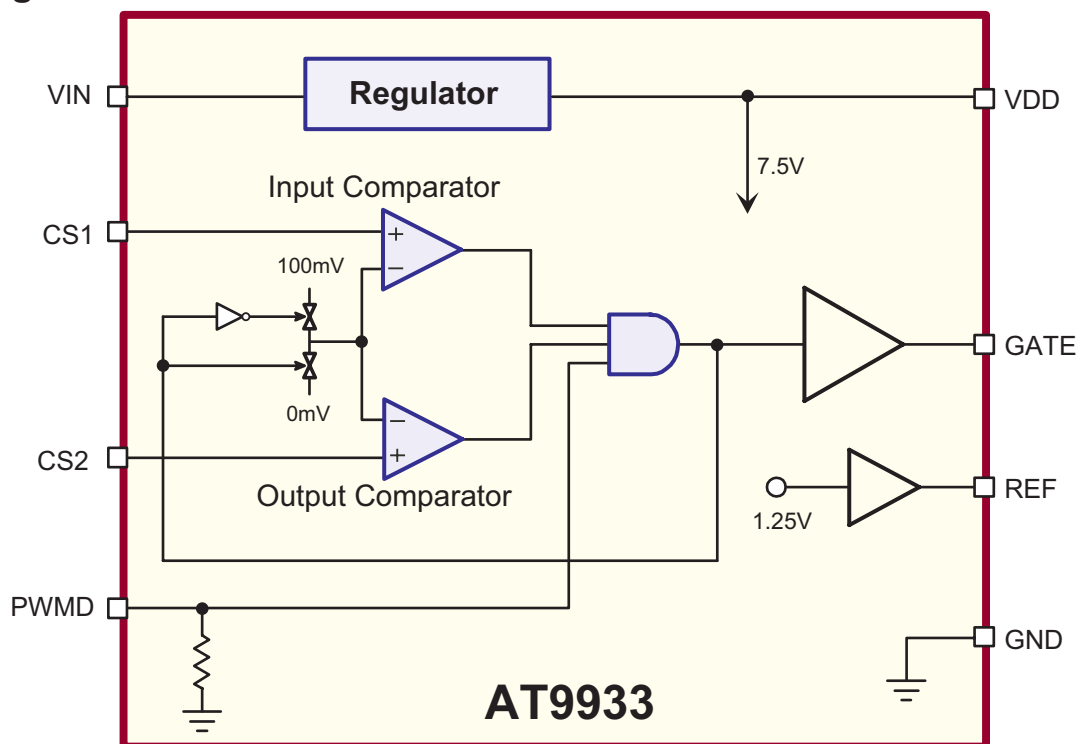 VIN
Regulator
VDD
7.5V
Input Comparator
CS1
+
−
100mV
GATE
0mV
−
+
CS2
Output Comparator
REF
1.25V
PWMD
GND
AT9933